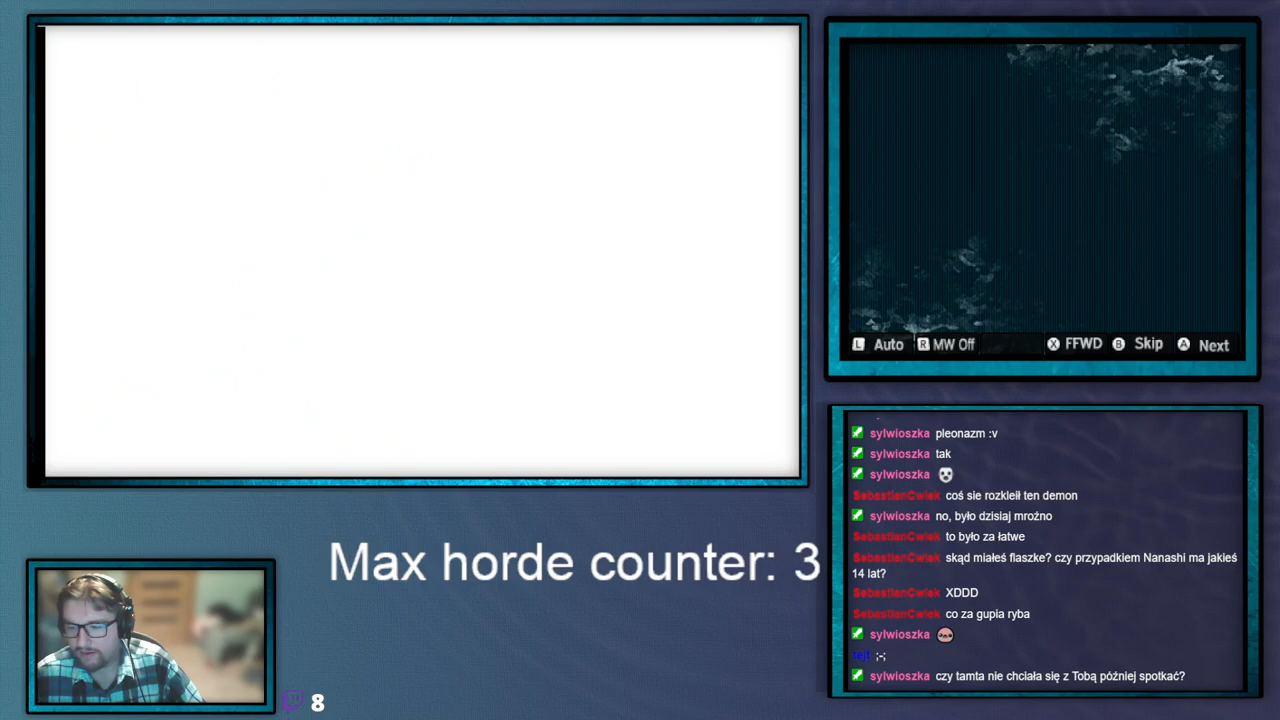 L Auto R MW Off X FFWD B Skip A Next
sylwioszka pleonazm :v
sylwioszka tak
sylwioszka
SebastianCwiek coś sie rozkleił ten demon
sylwioszka no, było dzisiaj mroźno
SebastianCwiek to było za łatwe
SebastianCwiek skąd miałeś flaszke? czy przypadkiem Nanashi ma jakieś
14 lat?
SebastianCwiek XDDD
SebastianCwiek co za gupia ryba
sylwioszka
tejt ;-;
sylwioszka czy tamta nie chciała się z Tobą później spotkać?
Max horde counter: 3
8